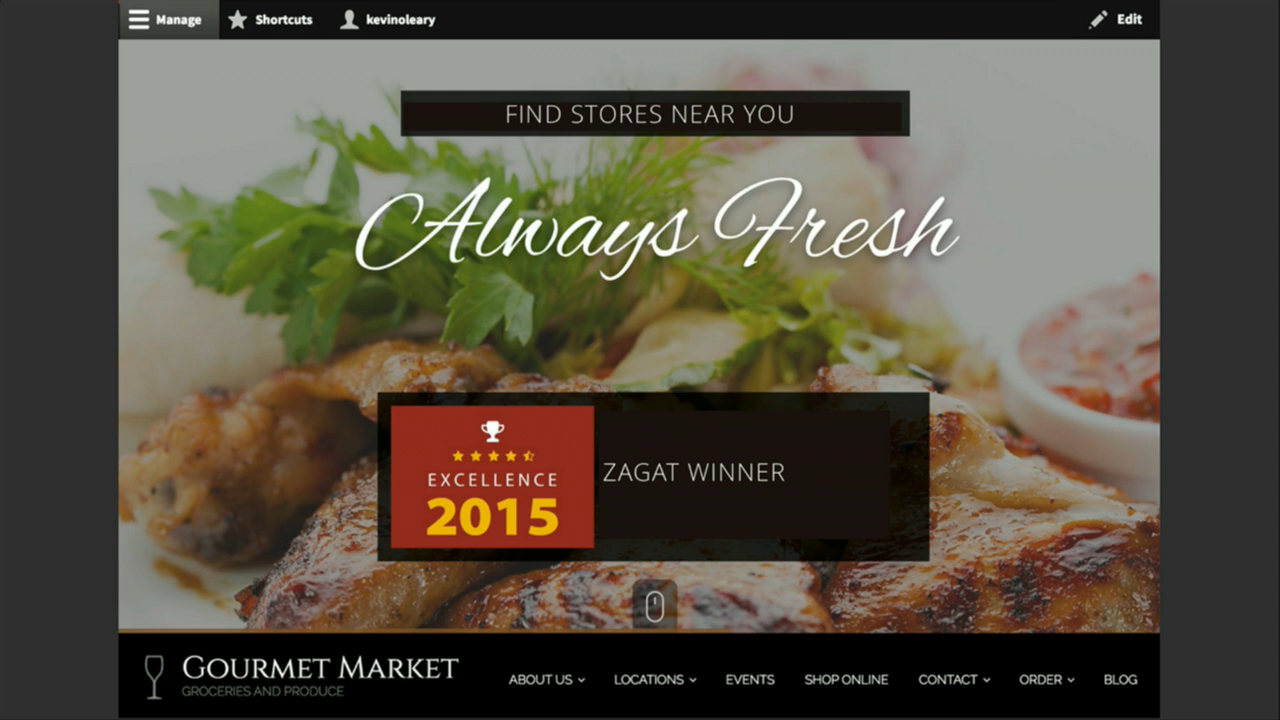 Manage Shortcuts kevinoleary Edit
FIND STORES NEAR YOU
Always Fresh
EXCELLENCE
2015
ZAGAT WINNER
GOURMET MARKET
GROCERIES AND PRODUCE
ABOUT US LOCATIONS EVENTS SHOP ONLINE CONTACT ORDER BLOG